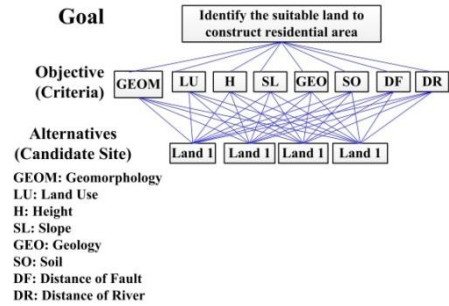 Goal
Identify the suitable land to
construct residential area
Objective
(Criteria)
GEOM
LU
H
SL
GEO
SO
DF
DR
Alternatives
(Candidate Site)
Land 1
Land 1
Land 1
Land 1
GEOM: Geomorphology
LU: Land Use
H: Height
SL: Slope
GEO: Geology
SO: Soil
DF: Distance of Fault
DR: Distance of River